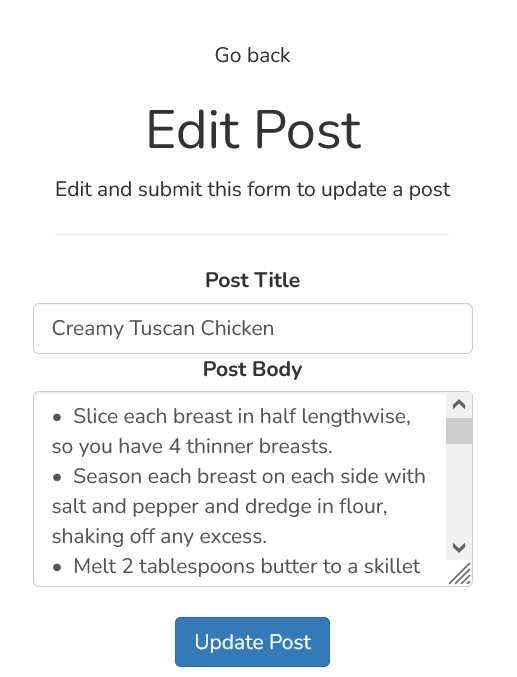 Go back
Edit Post
Edit and submit this form to update a post
Post Title
Creamy Tuscan Chicken
Post Body
• Slice each breast in half lengthwise,
so you have 4 thinner breasts.
• Season each breast on each side with
salt and pepper and dredge in flour,
shaking off any excess.
• Melt 2 tablespoons butter to a skillet
Update Post